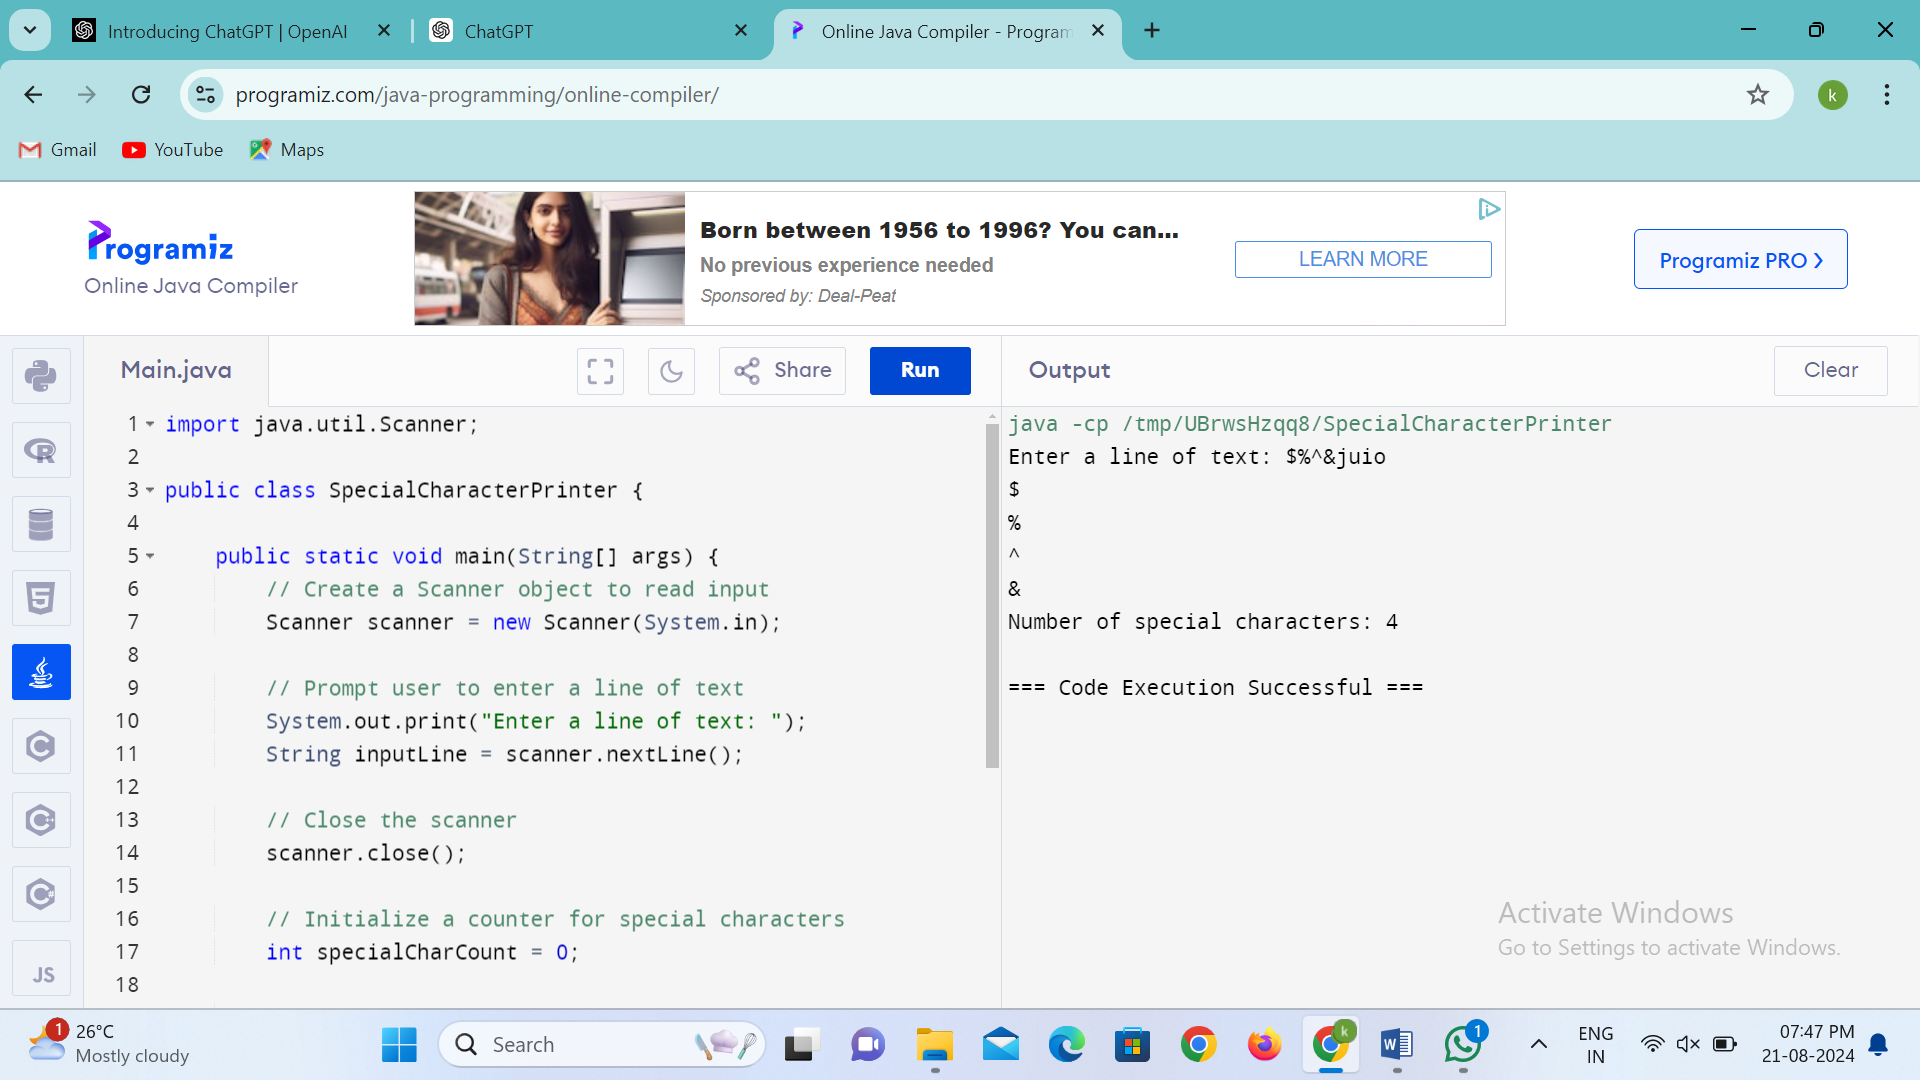 Introducing ChatGPT | OpenAI
ChatGPT
Online Java Compiler - Program
programiz.com/java-programming/online-compiler/
k
Gmail
YouTube
Maps
Programiz
Online Java Compiler
Born between 1956 to 1996? You can...
No previous experience needed
Sponsored by: Deal-Peat
LEARN MORE
Programiz PRO
Main.java
Share
Run
Output
Clear
1 import java.util.Scanner;
2
3 public class SpecialCharacterPrinter {
4
5 public static void main(String[] args) {
6 // Create a Scanner object to read input
7 Scanner scanner = new Scanner(System.in);
8
9 // Prompt user to enter a line of text
10 System.out.print("Enter a line of text: ");
11 String inputLine = scanner.nextLine();
12
13 // Close the scanner
14 scanner.close();
15
16 // Initialize a counter for special characters
17 int specialCharCount = 0;
18
JS
java -cp /tmp/UBrwsHzqq8/SpecialCharacterPrinter
Enter a line of text: $%^&juio
$
%
^
&
Number of special characters: 4
=== Code Execution Successful ===
Activate Windows
Go to Settings to activate Windows.
1
26°C
Mostly cloudy
Search
k
1
ENG
IN
07:47 PM
21-08-2024